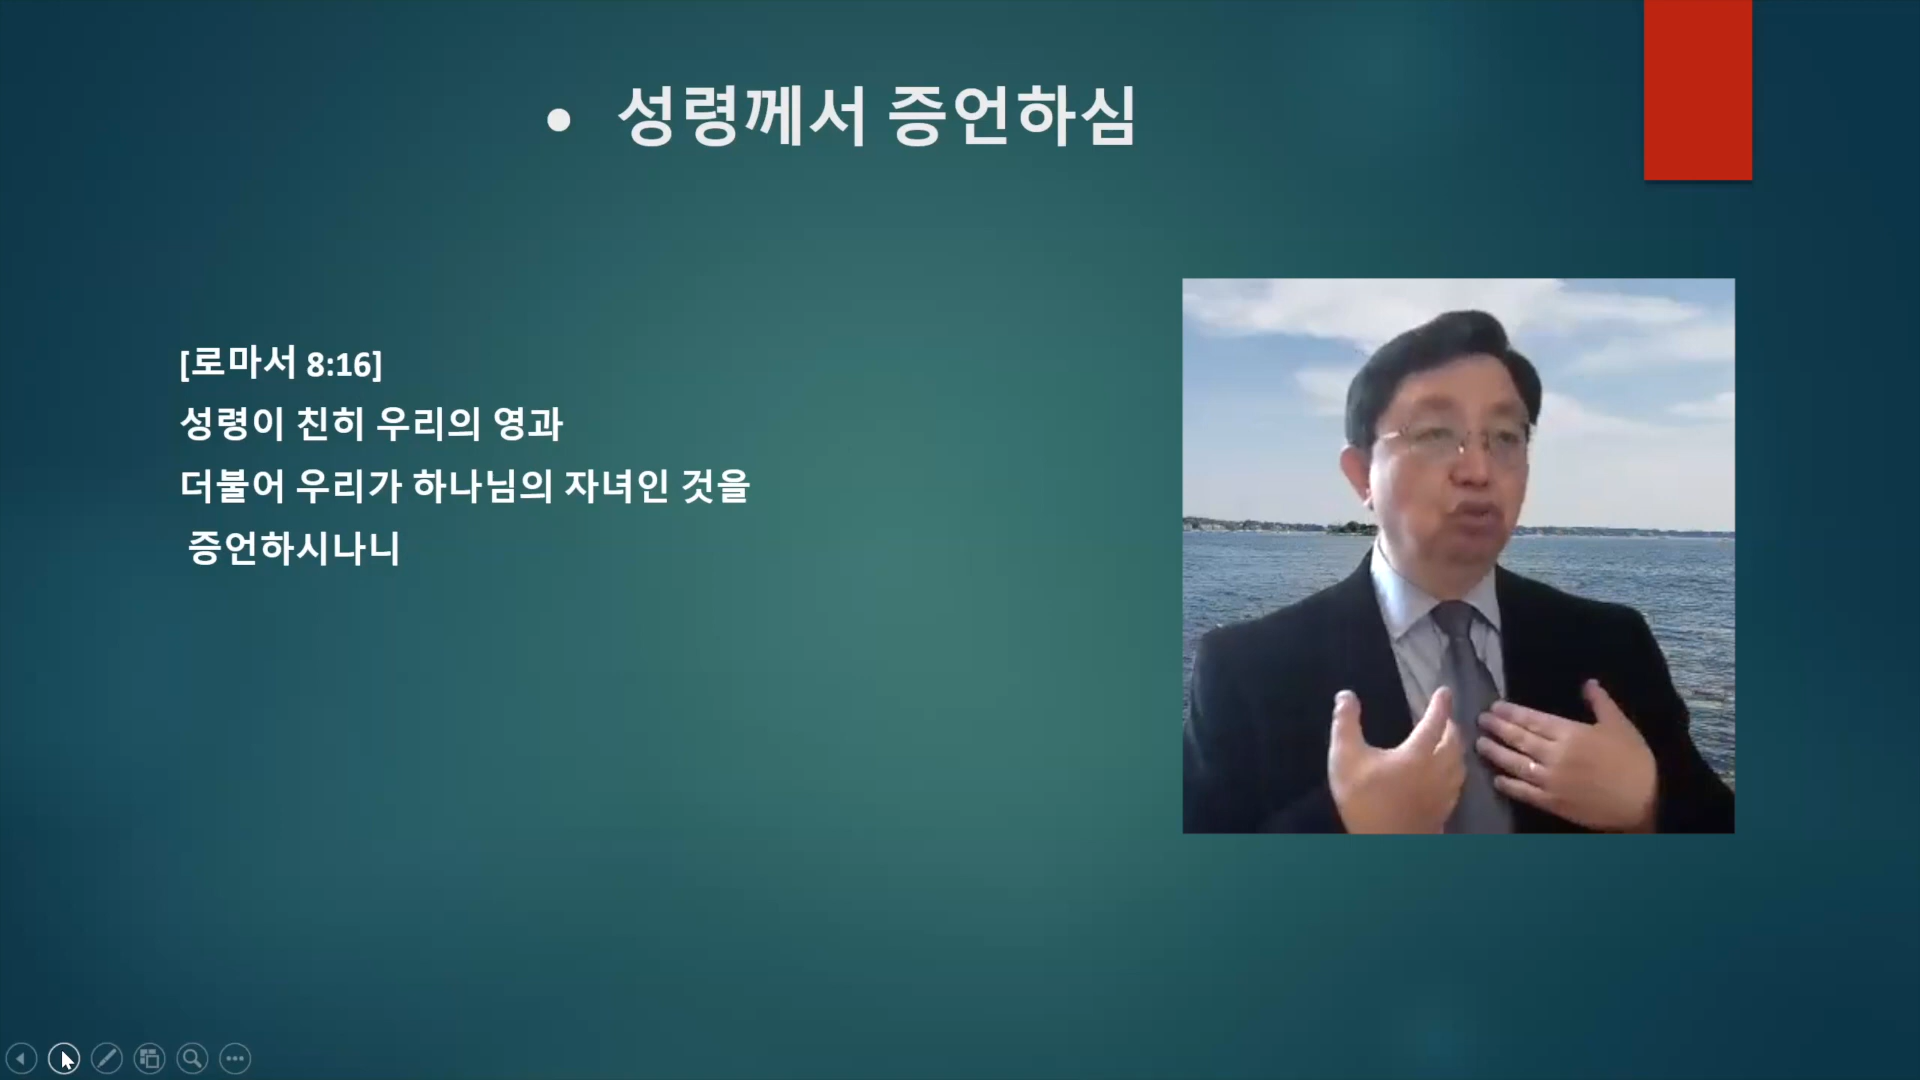 • 성령께서 증언하심
[로마서 8:16]
성령이 친히 우리의 영과
더불어 우리가 하나님의 자녀인 것을
증언하시나니